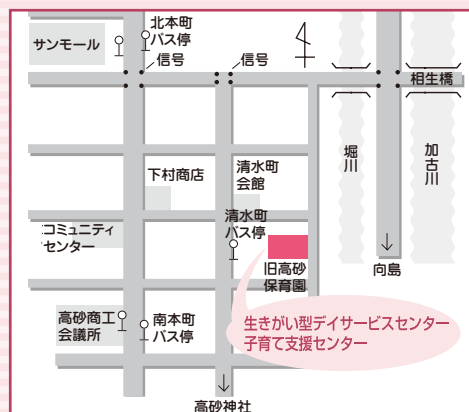 北本町
バス停
サンモール
信号
信号
相生橋
堀川
加古川
下村商店
清水町
会館
清水町
バス停
コミュニティ
センター
旧高砂
保育園
向島
高砂商工
会議所
南本町
バス停
生きがい型デイサービスセンター
子育て支援センター
高砂神社